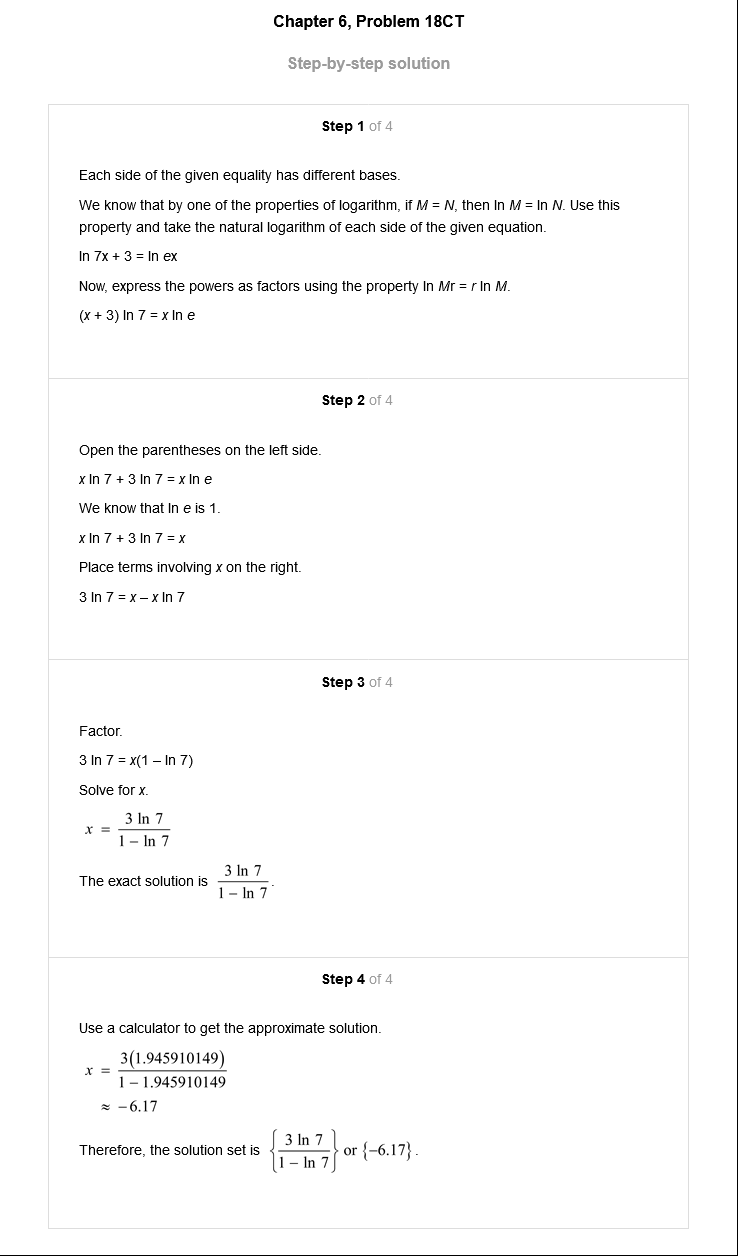 Chapter 6, Problem 18CT
Step-by-step solution
Step 1 of 4
Each side of the given equality has different bases.
We know that by one of the properties of logarithm, if M = N, then ln M = ln N. Use this
property and take the natural logarithm of each side of the given equation.
ln 7x + 3 = ln ex
Now, express the powers as factors using the property ln Mr = r ln M.
(x + 3) ln 7 = x ln e
Step 2 of 4
Open the parentheses on the left side.
x ln 7 + 3 ln 7 = x ln e
We know that ln e is 1.
x ln 7 + 3 ln 7 = x
Place terms involving x on the right.
3 ln 7 = x – x ln 7
Step 3 of 4
Factor.
3 ln 7 = x(1 – ln 7)
Solve for x.
x = 3 ln 7 / 1 – ln 7
The exact solution is 3 ln 7 / 1 – ln 7.
Step 4 of 4
Use a calculator to get the approximate solution.
x = 3(1.945910149) / 1 – 1.945910149
≈ –6.17
Therefore, the solution set is {3 ln 7 / 1 – ln 7} or {–6.17}.